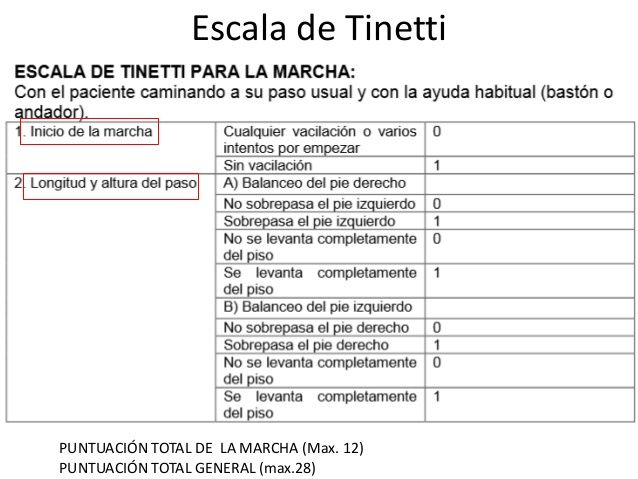 Escala de Tinetti
ESCALA DE TINETTI PARA LA MARCHA:
Con el paciente caminando a su paso usual y con la ayuda habitual (bastón o
andador).
1. Inicio de la marcha
Cualquier vacilación o varios
intentos por empezar
0
Sin vacilación
1
2. Longitud y altura del paso
A) Balanceo del pie derecho
No sobrepasa el pie izquierdo
0
Sobrepasa el pie izquierdo
1
No se levanta completamente
del piso
0
Se levanta completamente
del piso
1
B) Balanceo del pie izquierdo
No sobrepasa el pie derecho
0
Sobrepasa el pie derecho
1
No se levanta completamente
del piso
0
Se levanta completamente
del piso
1
PUNTUACIÓN TOTAL DE LA MARCHA (Max. 12)
PUNTUACIÓN TOTAL GENERAL (max.28)